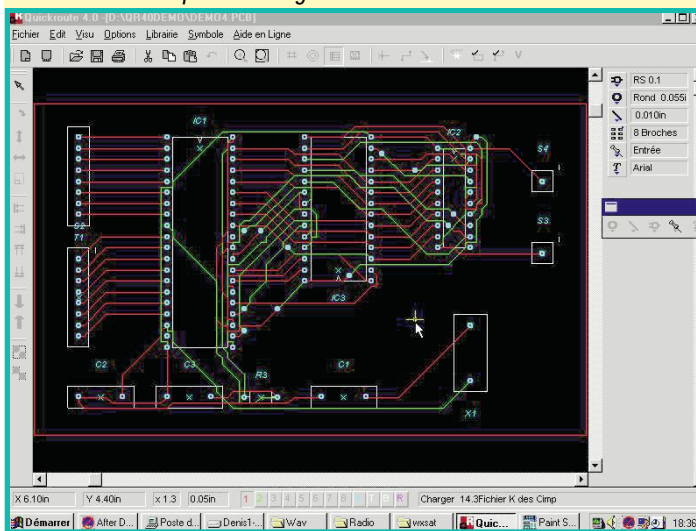 Quickroute 4.0 -[D:\QR40DEMO\DEMO4.PCB]
Fichier Edit Visu Options Librairie Symbole Aide en Ligne
RS 0.1
Rond 0.055i
0.010in
8 Broches
Entrée
Arial
IC1
IC2
S4
S2
T1
S3
IC3
C2
C3
R3
C1
X1
X 6.10in Y 4.40in x 1.3 0.05in 1 2 3 4 5 6 7 8 R Charger 14.3Fichier K des Cimp
Démarrer After D... Poste d... Denis1-... Wav Radio wxsat Quic... Paint S... 18:38